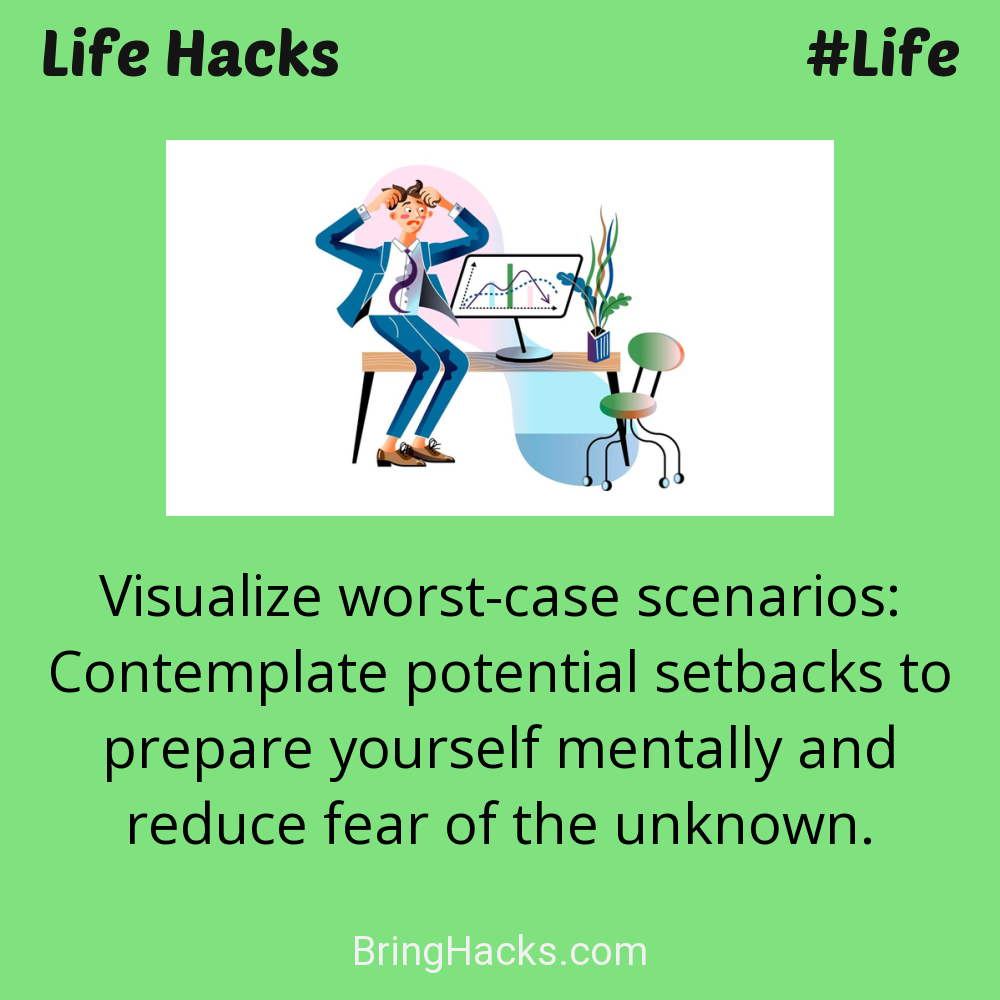 Life Hacks
#Life
Visualize worst-case scenarios:
Contemplate potential setbacks to
prepare yourself mentally and
reduce fear of the unknown.
BringHacks.com